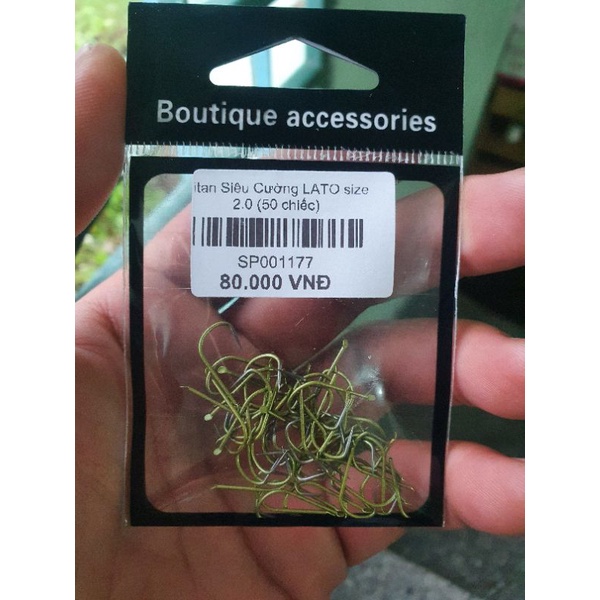 Boutique accessories
itan Siêu Cường LATO size
2.0 (50 chiếc)
SP001177
80.000 VNĐ